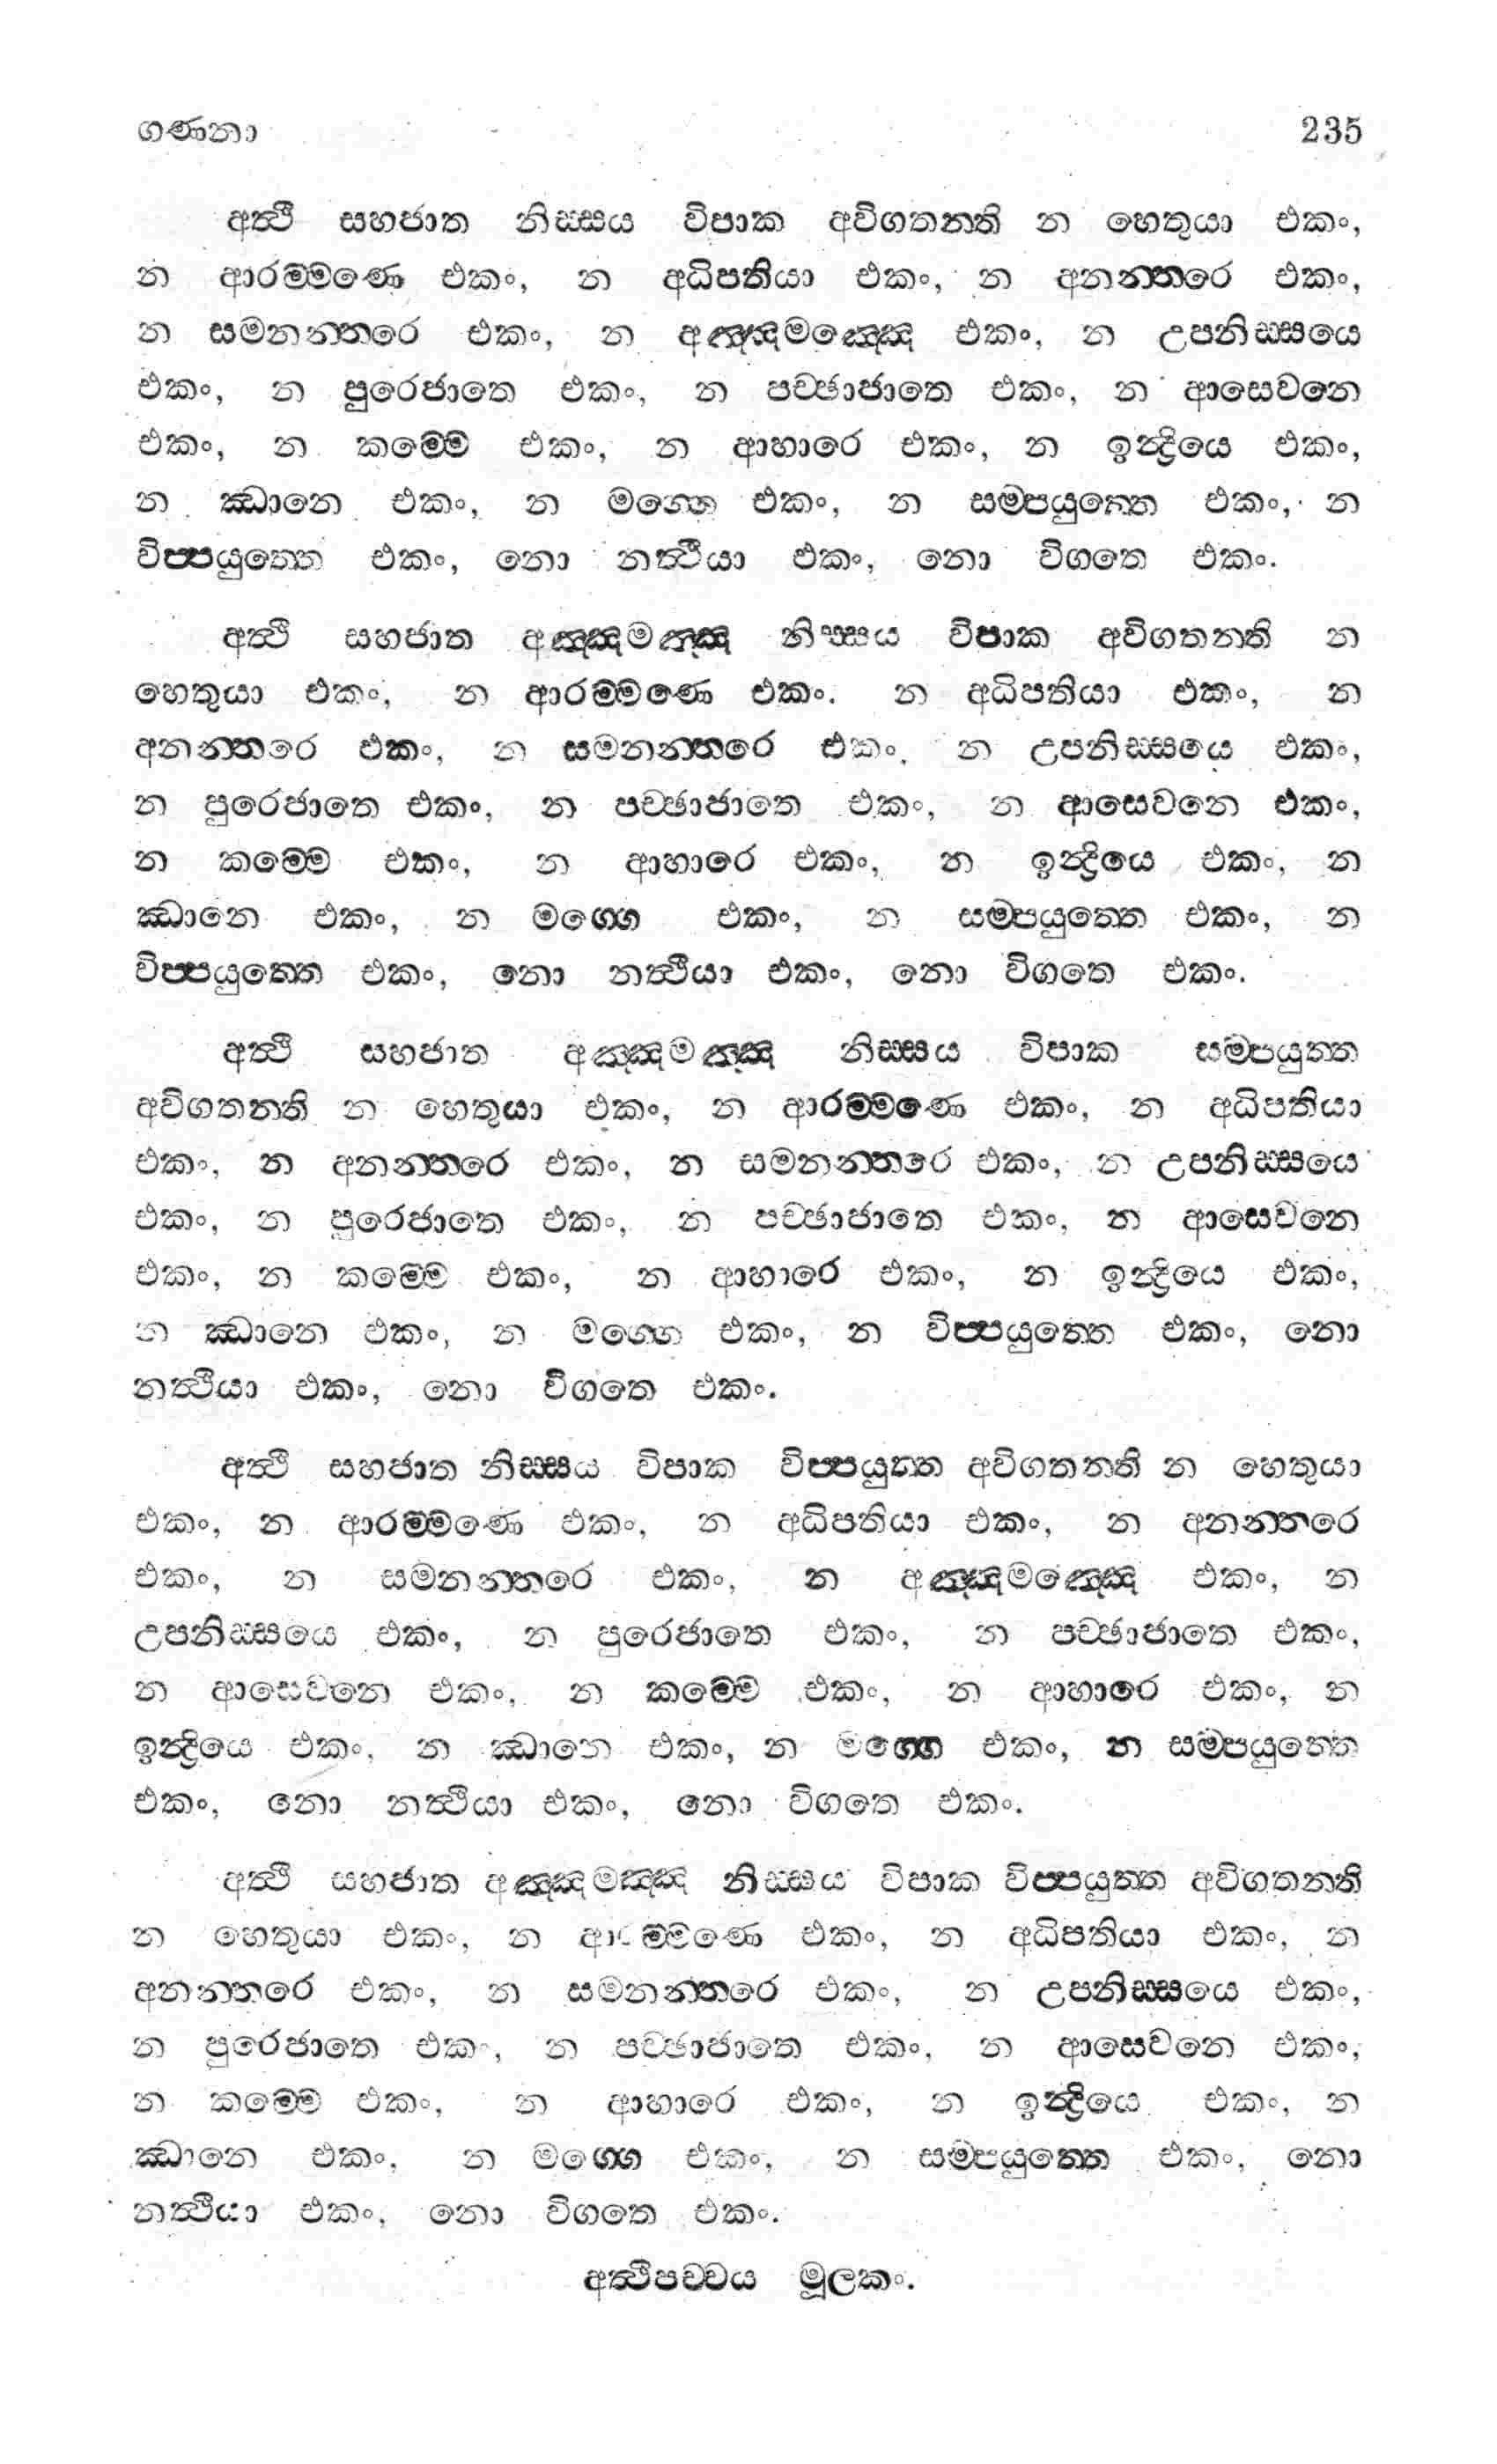 ගණනා 235
අත්‍ථි සහජාත නිස්සය විපාක අවිගතනති න හෙතුයා එකං,
න ආරම්මණෙ එකං, න අධිපතියා එකං, න අනන්තරෙ එකං,
න සමනන්තරෙ එකං, න අඤ්ඤමඤ්ඤෙ එකං, න උපනිස්සයෙ
එකං, න පුරෙජාතෙ එකං, න පච්ඡාජාතෙ එකං, න ආසෙවනෙ
එකං, න කම්මෙ එකං, න ආහාරෙ එකං, න ඉන්ද්‍රියෙ එකං,
න ඣානෙ එකං, න මග්ගෙ එකං, න සම්පයුත්තෙ එකං, න
විප්පයුත්තෙ එකං, නො නත්‍ථියා එකං, නො විගතෙ එකං.
අත්‍ථි සහජාත අඤ්ඤමඤ්ඤ නිස්සය විපාක අවිගතනති න
හෙතුයා එකං, න ආරම්මණෙ එකං. න අධිපතියා එකං, න
අනන්තරෙ එකං, න සමනන්තරෙ එකං, න උපනිස්සයෙ එකං,
න පුරෙජාතෙ එකං, න පච්ඡාජාතෙ එකං, න ආසෙවනෙ එකං,
න කම්මෙ එකං, න ආහාරෙ එකං, න ඉන්ද්‍රියෙ එකං, න
ඣානෙ එකං, න මග්ගෙ එකං, න සම්පයුත්තෙ එකං, න
විප්පයුත්තෙ එකං, නො නත්‍ථියා එකං, නො විගතෙ එකං.
අත්‍ථි සහජාත අඤ්ඤමඤ්ඤ නිස්සය විපාක සම්පයුත්ත
අවිගතනති න හෙතුයා එකං, න ආරම්මණෙ එකං, න අධිපතියා
එකං, න අනන්තරෙ එකං, න සමනන්තරෙ එකං, න උපනිස්සයෙ
එකං, න පුරෙජාතෙ එකං, න පච්ඡාජාතෙ එකං, න ආසෙවනෙ
එකං, න කම්මෙ එකං, න ආහාරෙ එකං, න ඉන්ද්‍රියෙ එකං,
න ඣානෙ එකං, න මග්ගෙ එකං, න විප්පයුත්තෙ එකං, නො
නත්‍ථියා එකං, නො විගතෙ එකං.
අත්‍ථි සහජාත නිස්සය විපාක විප්පයුත්ත අවිගතනති න හෙතුයා
එකං, න ආරම්මණෙ එකං, න අධිපතියා එකං, න අනන්තරෙ
එකං, න සමනන්තරෙ එකං, න අඤ්ඤමඤ්ඤෙ එකං, න
උපනිස්සයෙ එකං, න පුරෙජාතෙ එකං, න පච්ඡාජාතෙ එකං,
න ආසෙවනෙ එකං, න කම්මෙ එකං, න ආහාරෙ එකං, න
ඉන්ද්‍රියෙ එකං, න ඣානෙ එකං, න මග්ගෙ එකං, න සම්පයුත්තෙ
එකං, නො නත්‍ථියා එකං, නො විගතෙ එකං.
අත්‍ථි සහජාත අඤ්ඤමඤ්ඤ නිස්සය විපාක විප්පයුත්ත අවිගතනති
න හෙතුයා එකං, න ආරම්මණෙ එකං, න අධිපතියා එකං, න
අනන්තරෙ එකං, න සමනන්තරෙ එකං, න උපනිස්සයෙ එකං,
න පුරෙජාතෙ එකං, න පච්ඡාජාතෙ එකං, න ආසෙවනෙ එකං,
න කම්මෙ එකං, න ආහාරෙ එකං, න ඉන්ද්‍රියෙ එකං, න
ඣානෙ එකං, න මග්ගෙ එකං, න සම්පයුත්තෙ එකං, නො
නත්‍ථියා එකං, නො විගතෙ එකං.
අත්‍ථිපච්චය මූලකං.